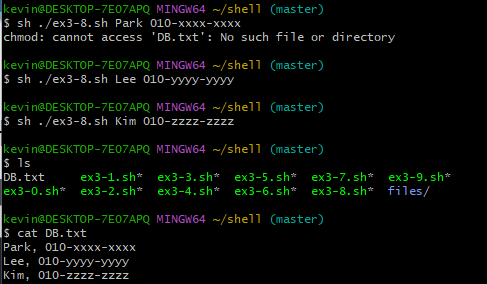 kevin@DESKTOP-7E07APQ MINGW64 ~/shell (master)
$ sh ./ex3-8.sh Park 010-xxxx-xxxx
chmod: cannot access 'DB.txt': No such file or directory
kevin@DESKTOP-7E07APQ MINGW64 ~/shell (master)
$ sh ./ex3-8.sh Lee 010-yyyy-yyyy
kevin@DESKTOP-7E07APQ MINGW64 ~/shell (master)
$ sh ./ex3-8.sh Kim 010-zzzz-zzzz
kevin@DESKTOP-7E07APQ MINGW64 ~/shell (master)
$ ls
DB.txt ex3-1.sh* ex3-3.sh* ex3-5.sh* ex3-7.sh* ex3-9.sh*
ex3-0.sh* ex3-2.sh* ex3-4.sh* ex3-6.sh* ex3-8.sh* files/
kevin@DESKTOP-7E07APQ MINGW64 ~/shell (master)
$ cat DB.txt
Park, 010-xxxx-xxxx
Lee, 010-yyyy-yyyy
Kim, 010-zzzz-zzzz